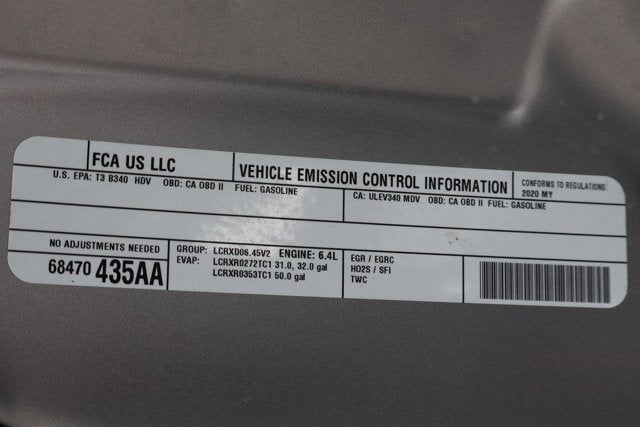 FCA US LLC
VEHICLE EMISSION CONTROL INFORMATION
CONFORMS TO REGULATIONS:
2020 MY
U.S. EPA: T3 B340 HDV OBD: CA OBD II FUEL: GASOLINE
CA: ULEV340 MDV OBD: CA OBD II FUEL: GASOLINE
NO ADJUSTMENTS NEEDED
68470 435AA
GROUP: LCRXD06.45V2 ENGINE: 6.4L
EVAP: LCRXR0272TC1 31.0, 32.0 gal
LCRXR0353TC1 50.0 gal
EGR / EGRC
HO2S / SFI
TWC